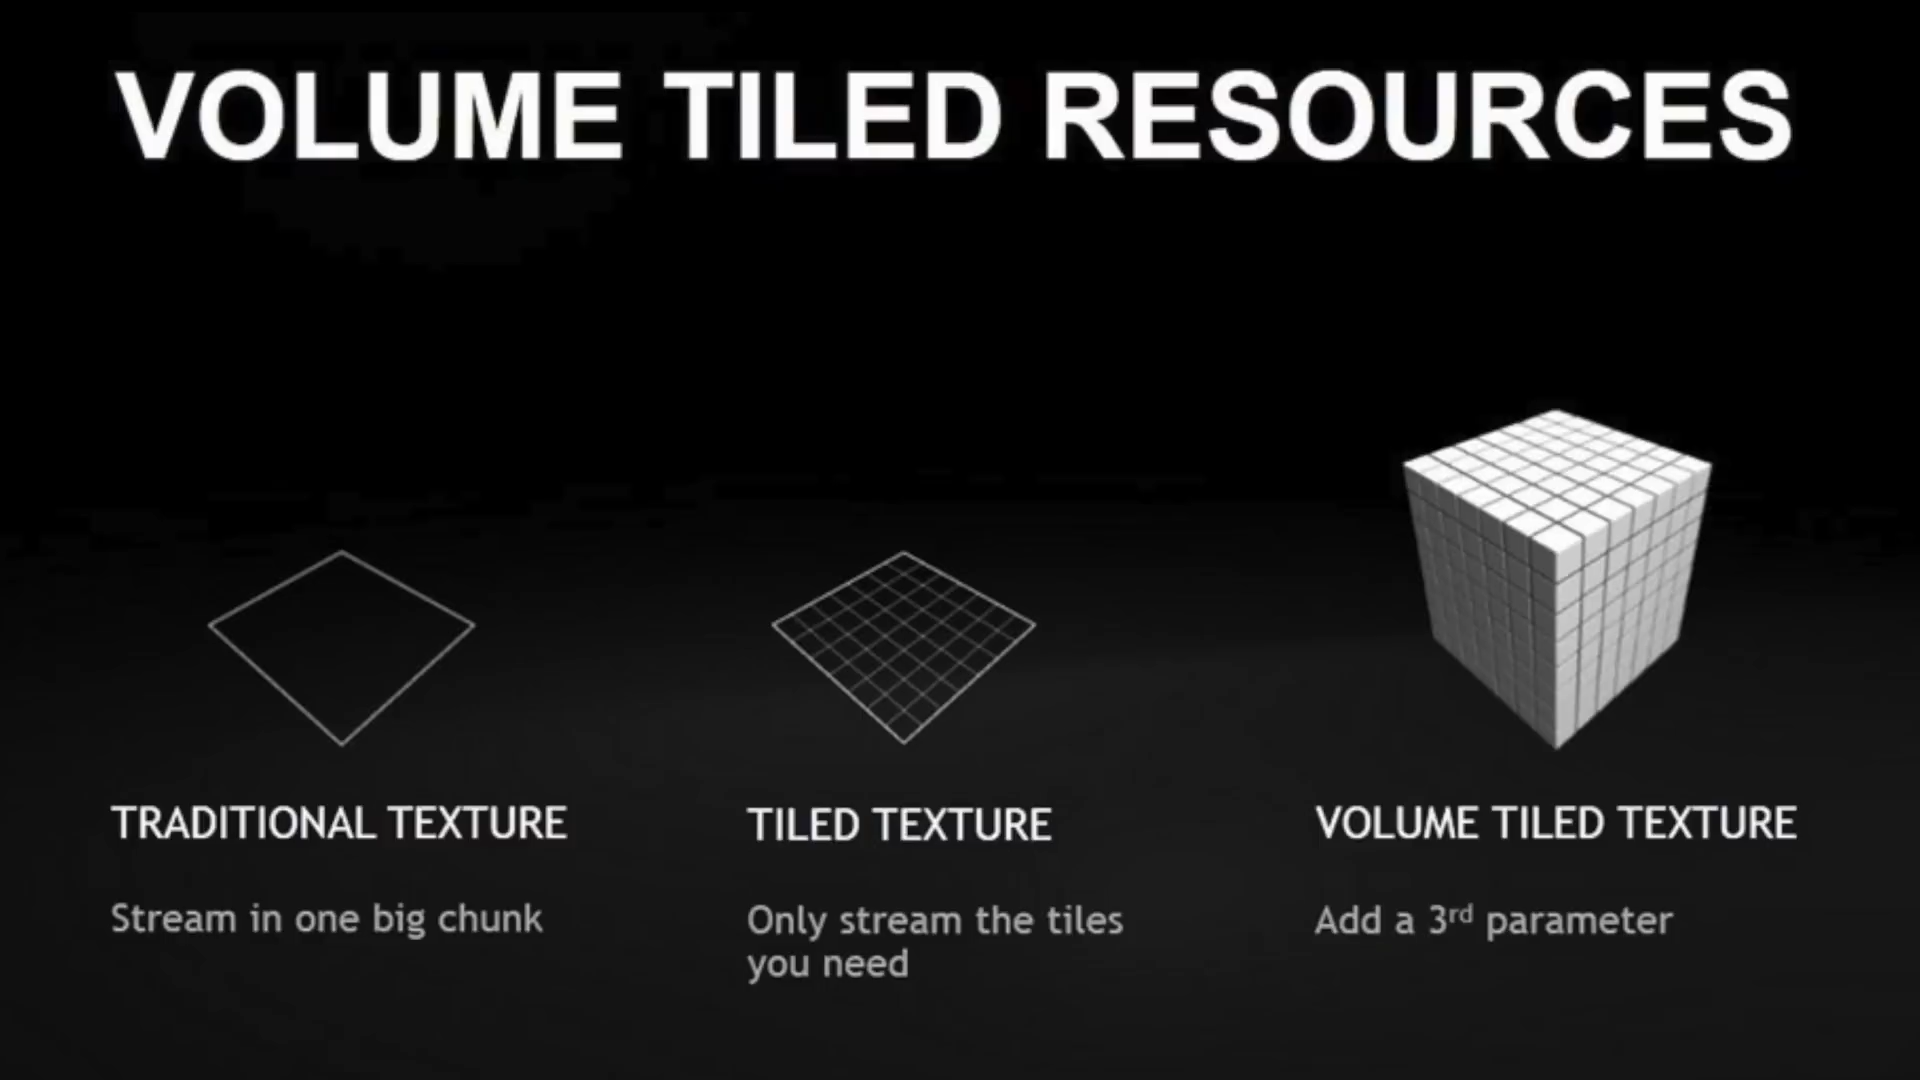 VOLUME TILED RESOURCES
TRADITIONAL TEXTURE
Stream in one big chunk
TILED TEXTURE
Only stream the tiles
you need
VOLUME TILED TEXTURE
Add a 3rd parameter